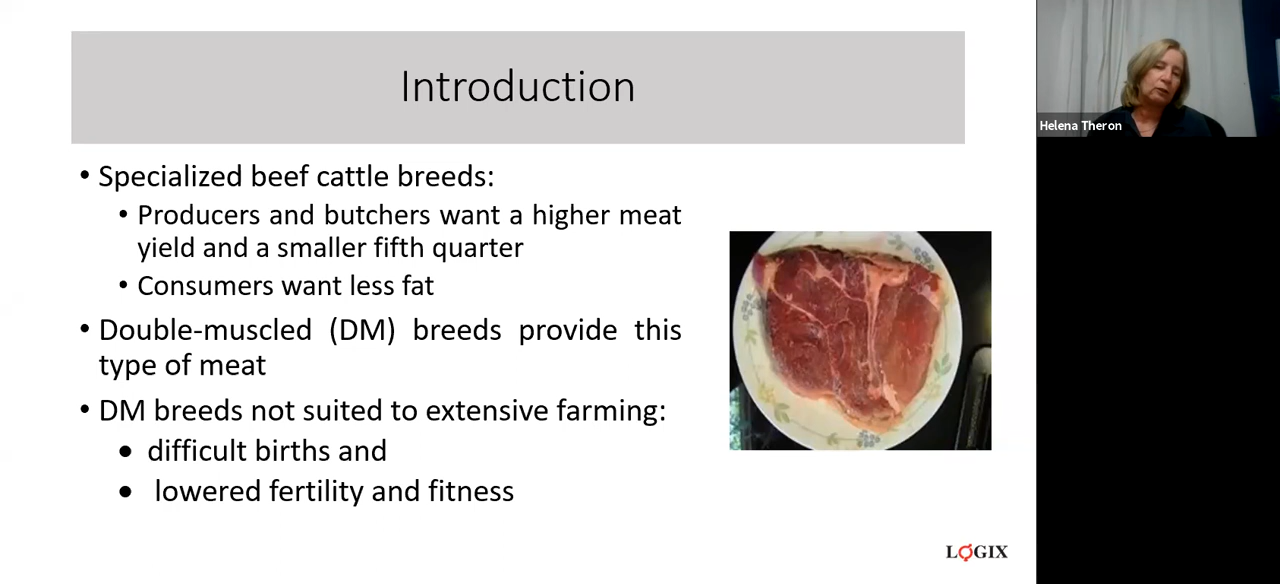 Introduction
• Specialized beef cattle breeds:
• Producers and butchers want a higher meat
yield and a smaller fifth quarter
• Consumers want less fat
• Double-muscled (DM) breeds provide this
type of meat
• DM breeds not suited to extensive farming:
• difficult births and
• lowered fertility and fitness
LOGIX
Helena Theron